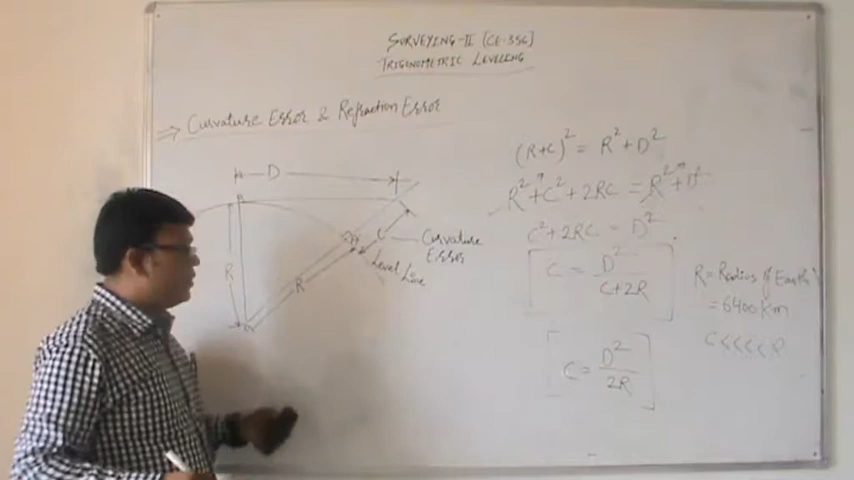 SURVEYING-II [CE-356]
TRIGONOMETRIC LEVELING
⇒ Curvature Error & Refraction Error
D
R
R
C
Curvature
Error
Level Line
(R+C)² = R² + D²
R² + C² + 2RC = R² + D²
C² + 2RC = D²
C = D² / C+2R
C = D² / 2R
R = Radius of Earth
= 6400 km
C <<<< R